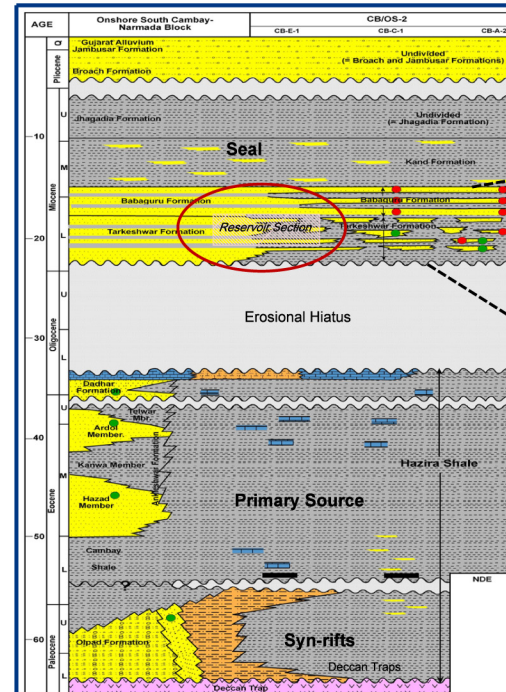 AGE
Onshore South Cambay-
Narmada Block
CB/OS-2
CB-E-1
CB-C-1
CB-A-2
Pliocene
Gujarat Alluvium
Jambusar Formation
Broach Formation
Undivided
(= Broach and Jambusar Formations)
U
Jhagadia Formation
Undivided
(= Jhagadia Formation)
10
Miocene
M
Seal
Kand Formation
Babaguru Formation
Babaguru Formation
L
20
Tarkeshwar Formation
Reservoir Section
Tarkeshwar Formation
U
Erosional Hiatus
30
Oligocene
L
Dadhar
Formation
U
Telwar
Mbr.
Ardol
Member.
40
Hazira Shale
Kanwa Member
M
Eocene
Hazad
Member
Primary Source
50
Cambay
Shale
L
?
NDE
U
Paleocene
Olpad Formation
60
Syn-rifts
L
Deccan Traps
Deccan Trap